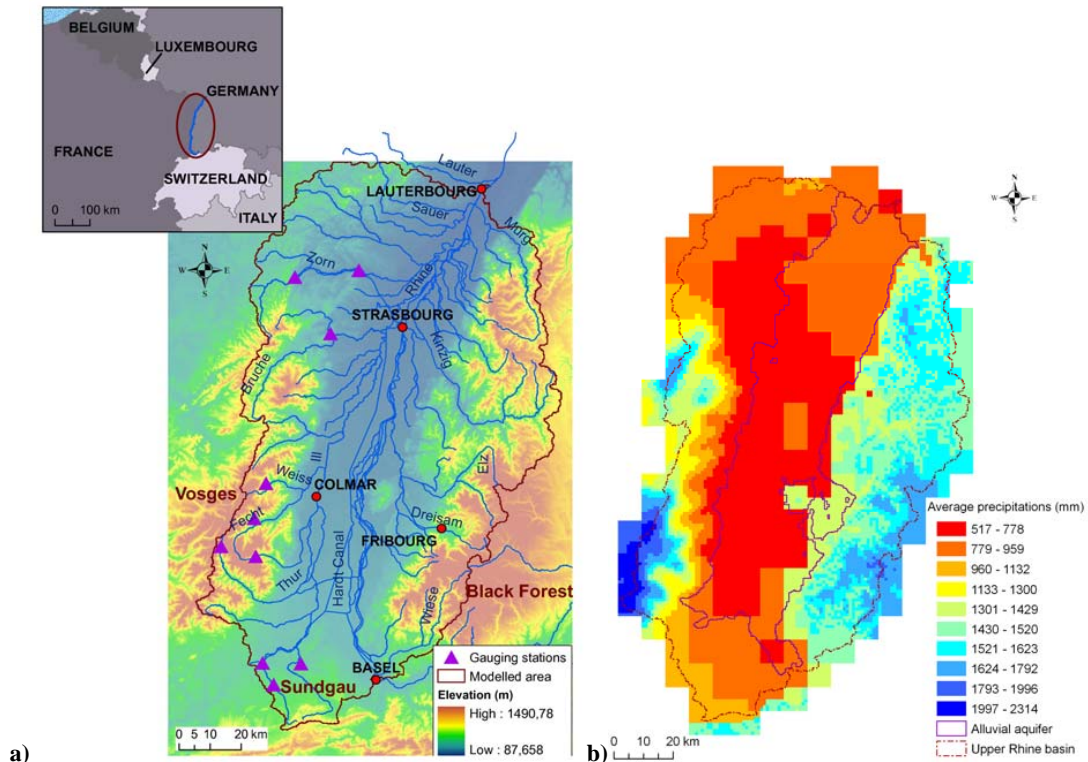 BELGIUM
LUXEMBOURG
GERMANY
FRANCE
SWITZERLAND
0 100 km
ITALY
Lauter
LAUTERBOURG
Sauer
Murg
N
W E
S
Zorn
Rhine
STRASBOURG
Kinzig
Bruche
Ill
Elz
Weiss
COLMAR
Vosges
Fecht
Dreisam
FRIBOURG
Thur
Hardt Canal
Black Forest
Wiese
BASEL
Sundgau
0 10 20 km
Gauging stations
Modelled area
Elevation (m)
High : 1490,78
Low : 87,658
a)
N
W E
S
Average precipitations (mm)
517 - 778
779 - 959
960 - 1132
1133 - 1300
1301 - 1429
1430 - 1520
1521 - 1623
1624 - 1792
1793 - 1996
1997 - 2314
Alluvial aquifer
Upper Rhine basin
0 10 20 km
b)